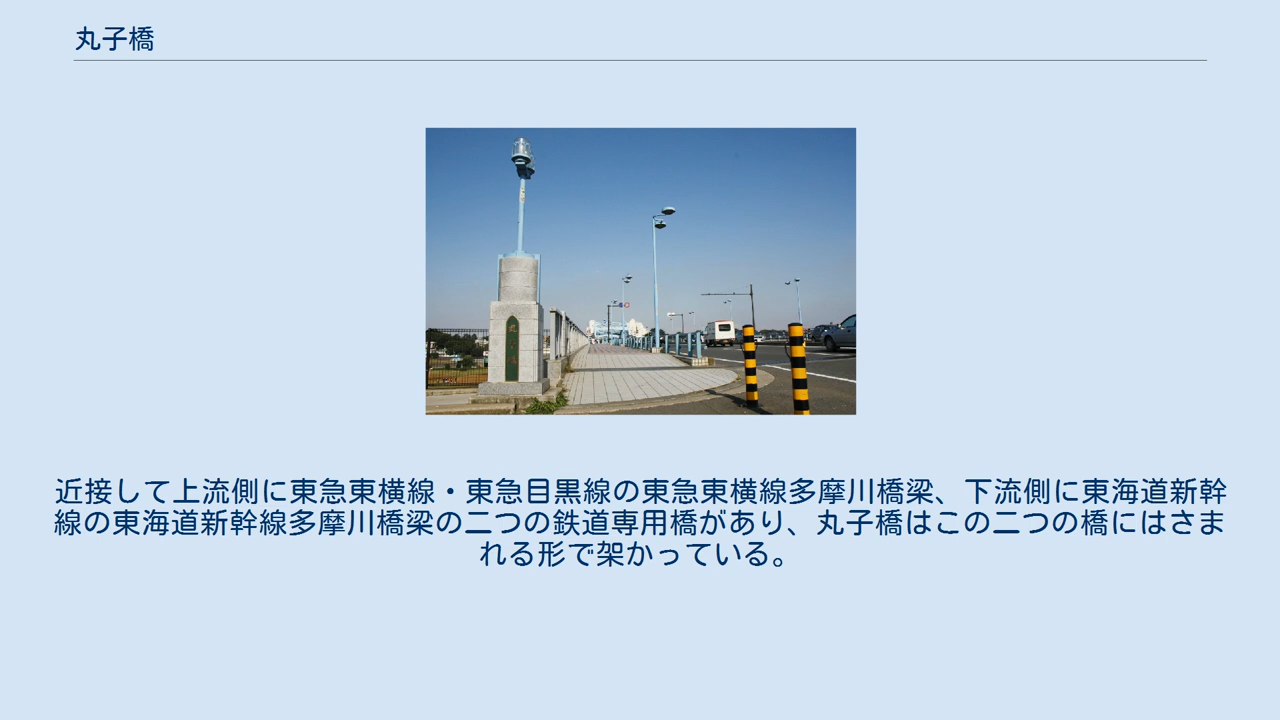 丸子橋
近接して上流側に東急東横線・東急目黒線の東急東横線多摩川橋梁、下流側に東海道新幹
線の東海道新幹線多摩川橋梁の二つの鉄道専用橋があり、丸子橋はこの二つの橋にはさま
れる形で架かっている。